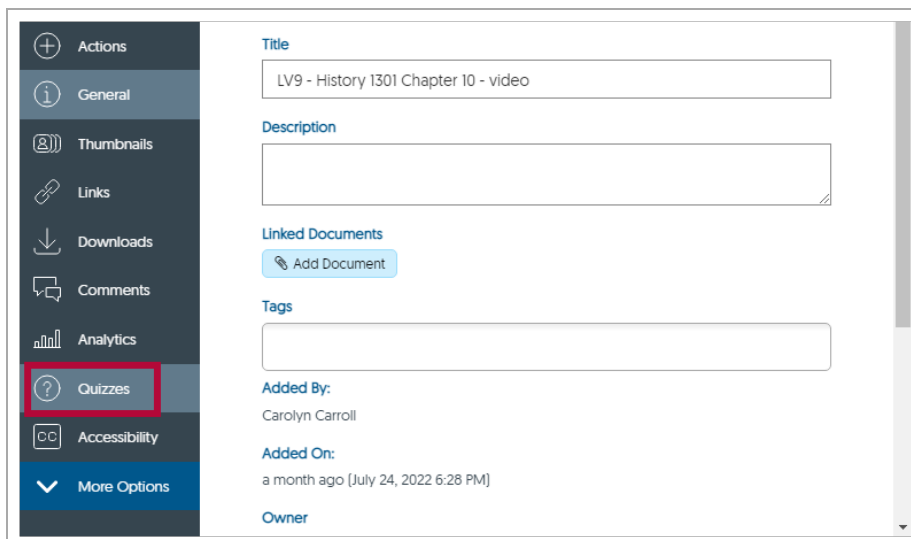 Actions
General
Thumbnails
Links
Downloads
Comments
Analytics
Quizzes
CC Accessibility
More Options
Title
LV9 - History 1301 Chapter 10 - video
Description
Linked Documents
Add Document
Tags
Added By:
Carolyn Carroll
Added On:
a month ago (July 24, 2022 6:28 PM)
Owner